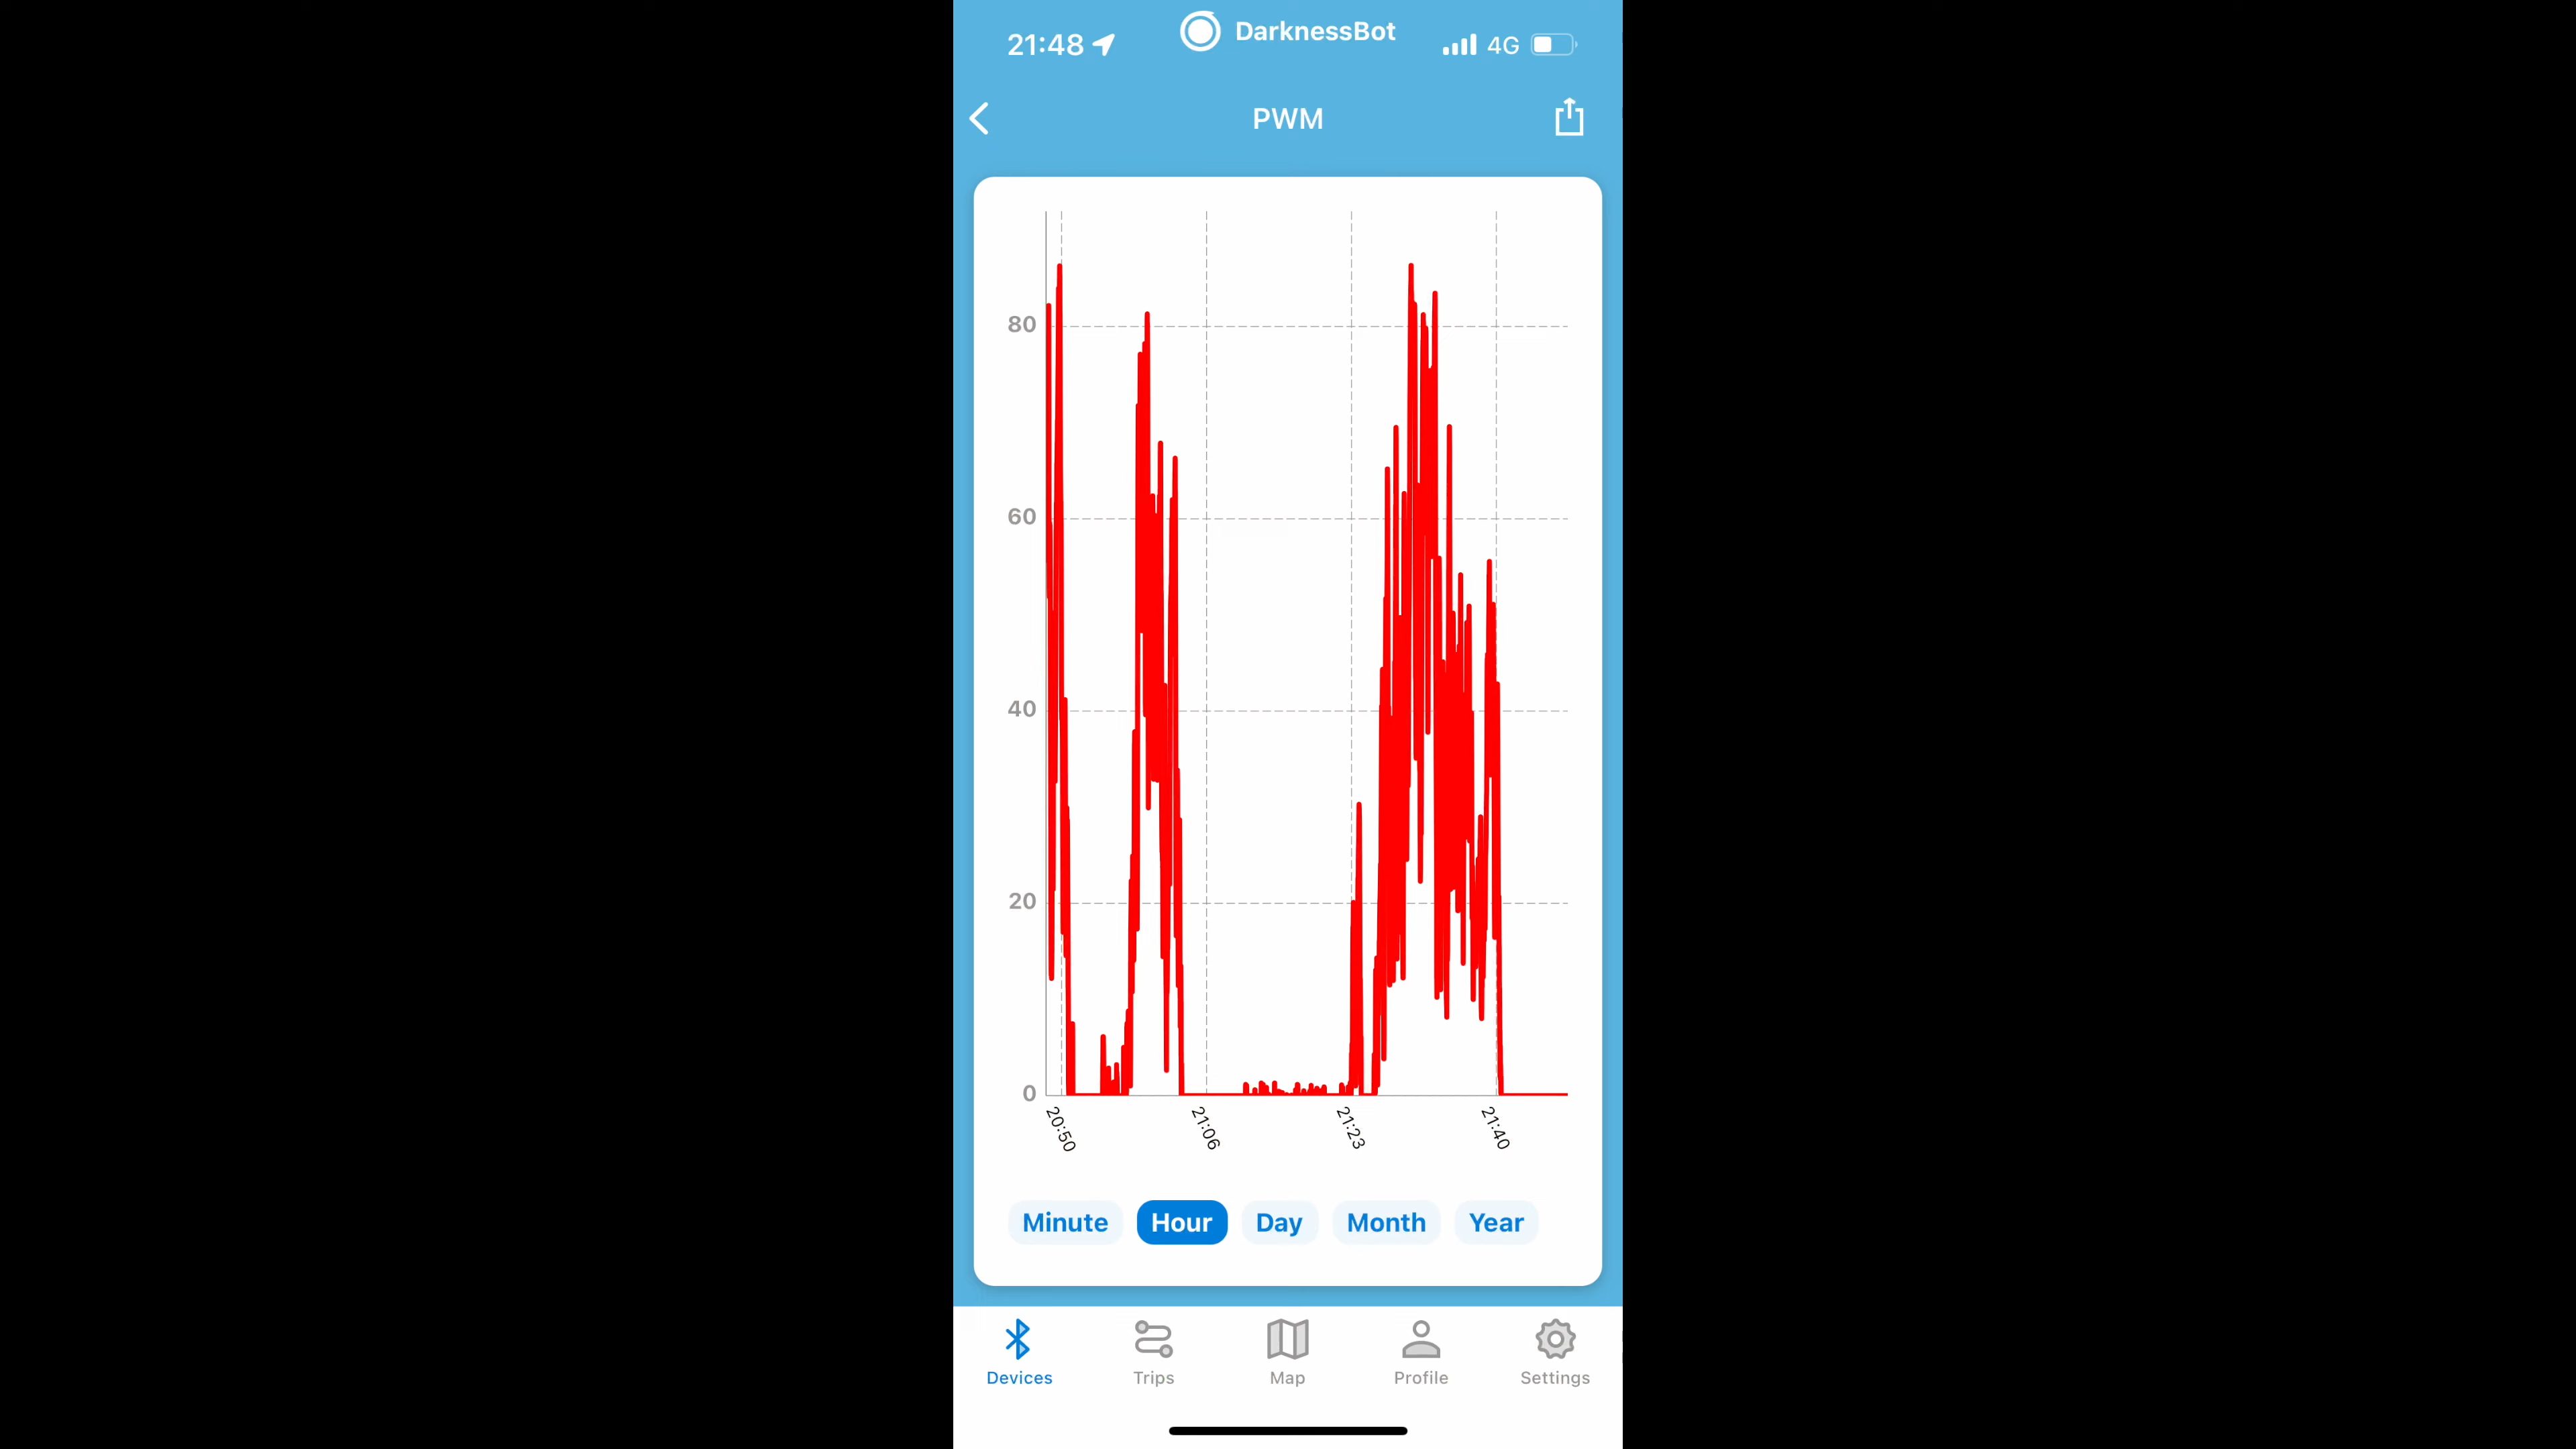 21:48
DarknessBot
4G
PWM
80
60
40
20
0
20:50
21:06
21:23
21:40
Minute
Hour
Day
Month
Year
Devices
Trips
Map
Profile
Settings